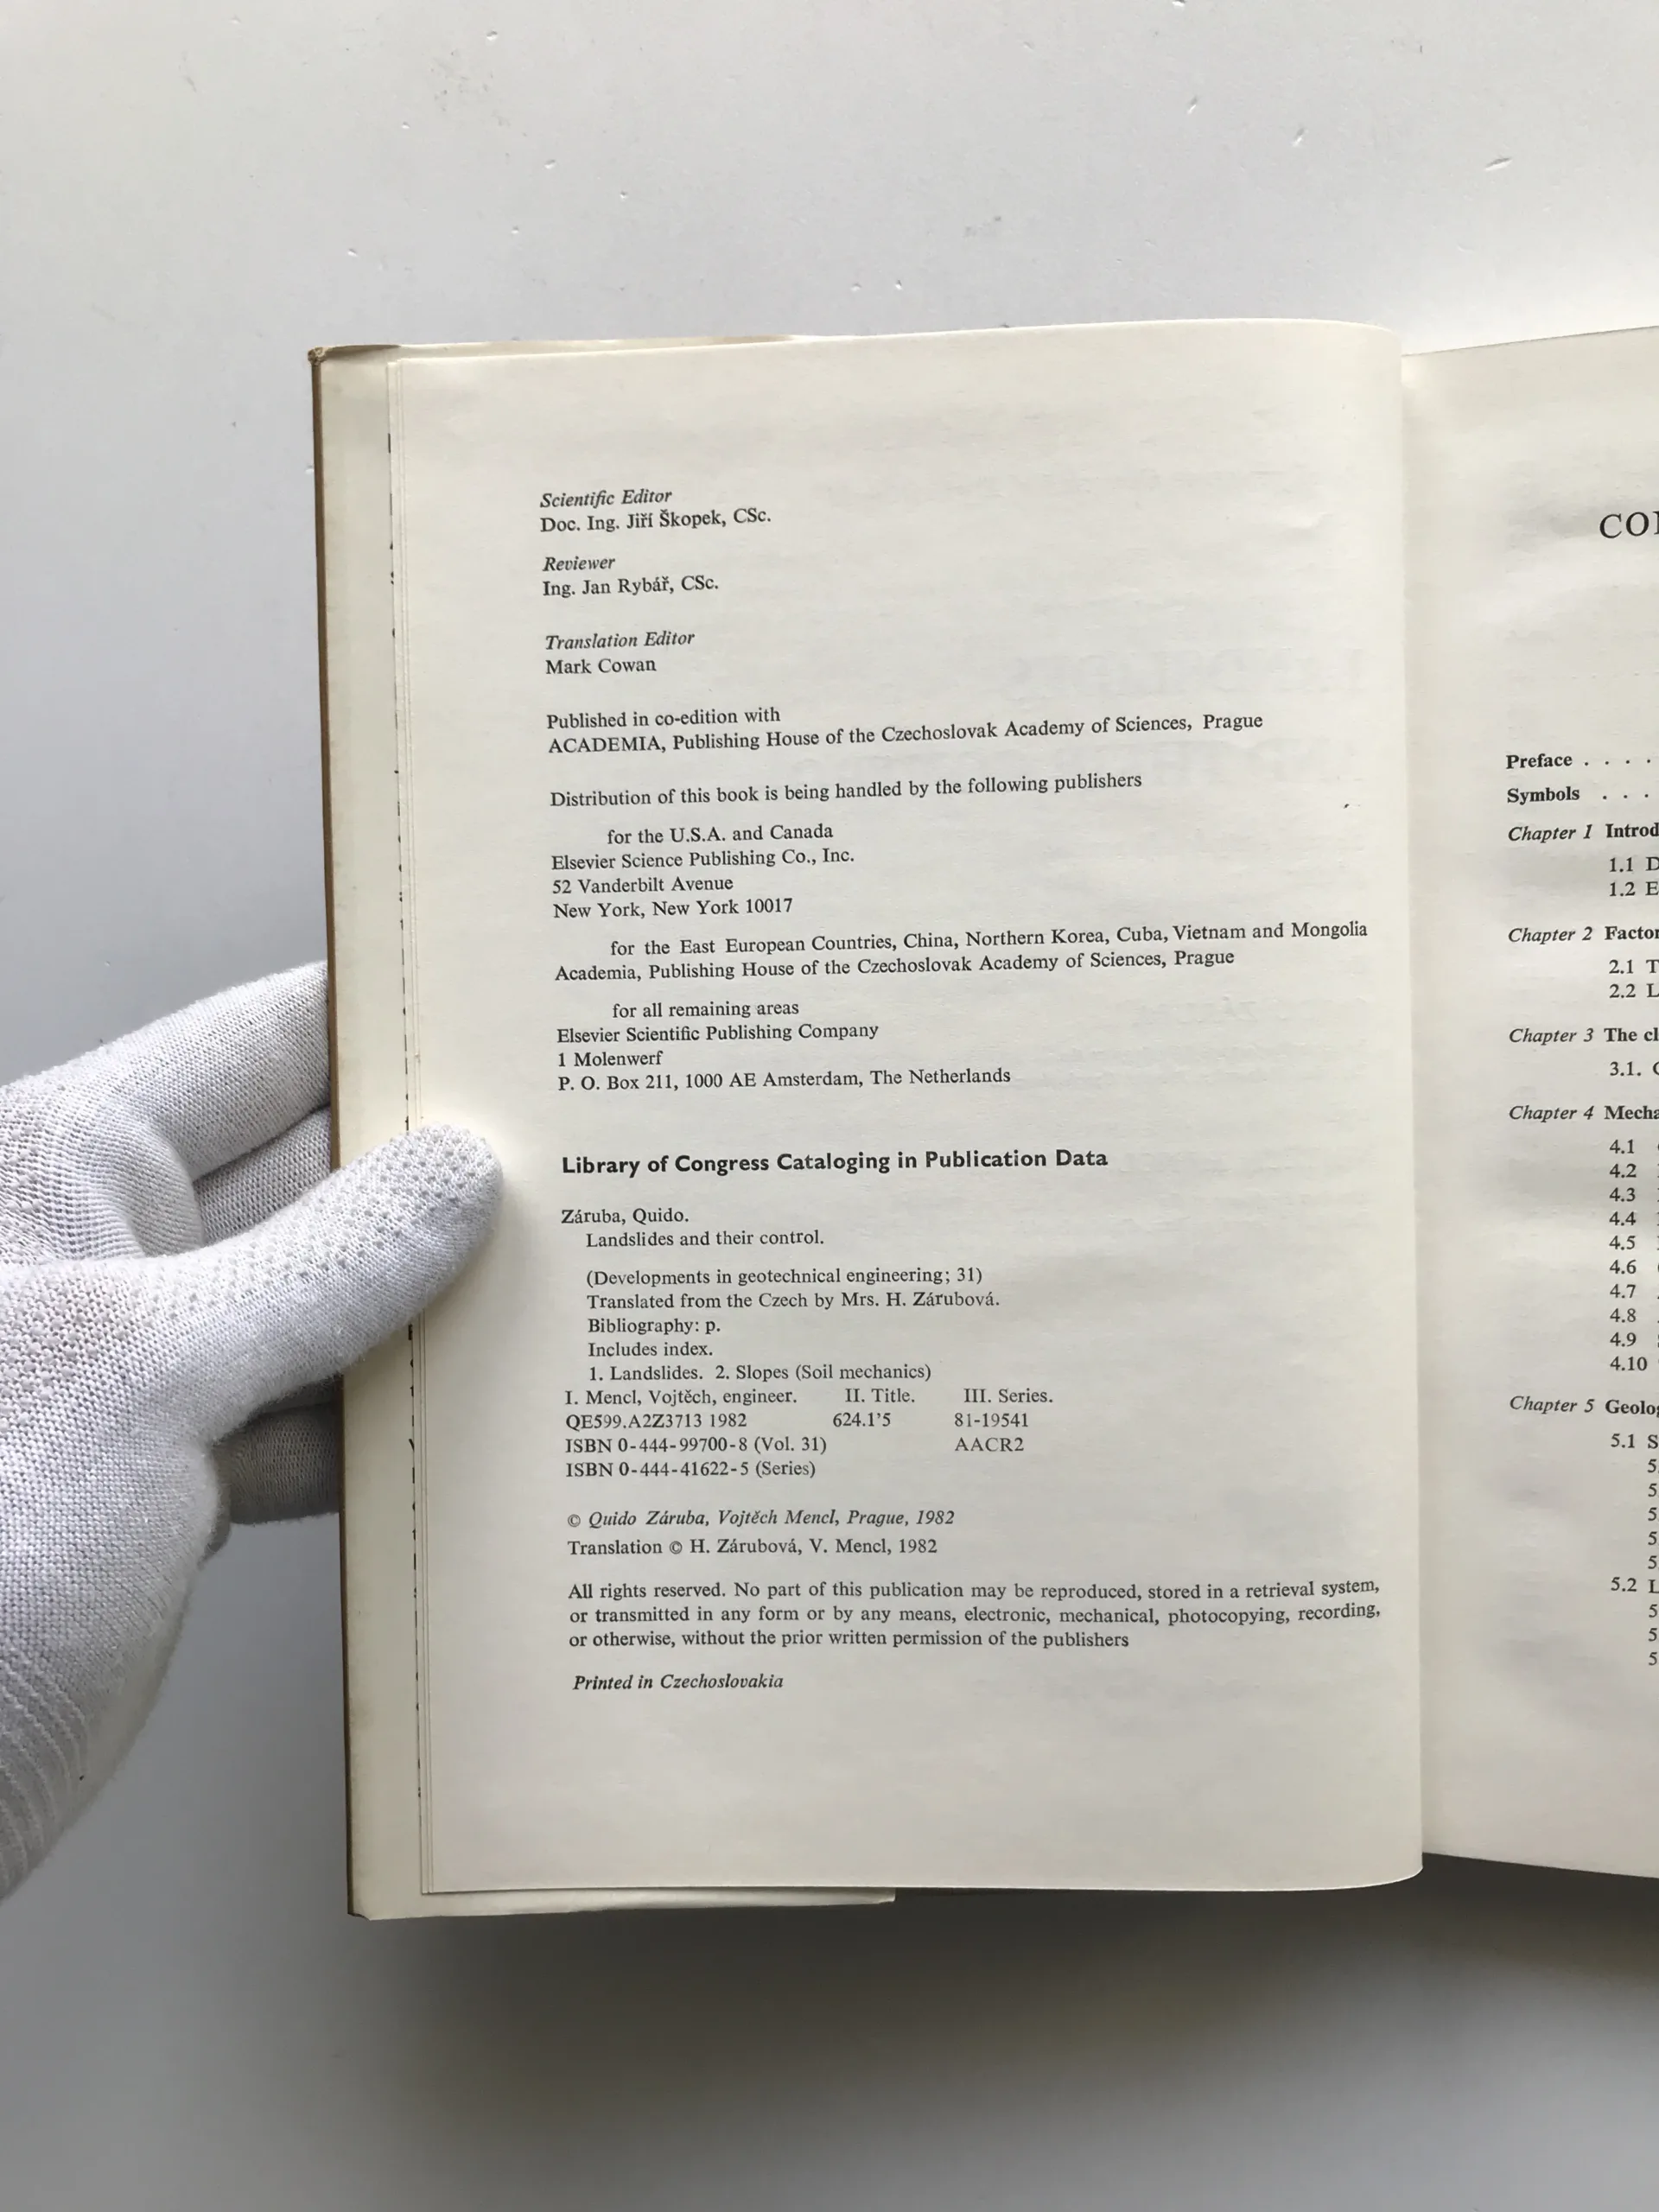 Scientific Editor
Doc. Ing. Jiří Škopek, CSc.
Reviewer
Ing. Jan Rybář, CSc.
Translation Editor
Mark Cowan
Published in co-edition with
ACADEMIA, Publishing House of the Czechoslovak Academy of Sciences, Prague
Distribution of this book is being handled by the following publishers
for the U.S.A. and Canada
Elsevier Science Publishing Co., Inc.
52 Vanderbilt Avenue
New York, New York 10017
for the East European Countries, China, Northern Korea, Cuba, Vietnam and Mongolia
Academia, Publishing House of the Czechoslovak Academy of Sciences, Prague
for all remaining areas
Elsevier Scientific Publishing Company
1 Molenwerf
P. O. Box 211, 1000 AE Amsterdam, The Netherlands
Library of Congress Cataloging in Publication Data
Záruba, Quido.
Landslides and their control.
(Developments in geotechnical engineering; 31)
Translated from the Czech by Mrs. H. Zárubová.
Bibliography: p.
Includes index.
1. Landslides. 2. Slopes (Soil mechanics)
I. Mencl, Vojtěch, engineer. II. Title. III. Series.
QE599.A2Z3713 1982 624.1'5 81-19541
ISBN 0-444-99700-8 (Vol. 31) AACR2
ISBN 0-444-41622-5 (Series)
© Quido Záruba, Vojtěch Mencl, Prague, 1982
Translation © H. Zárubová, V. Mencl, 1982
All rights reserved. No part of this publication may be reproduced, stored in a retrieval system,
or transmitted in any form or by any means, electronic, mechanical, photocopying, recording,
or otherwise, without the prior written permission of the publishers
Printed in Czechoslovakia
Preface . . . .
Symbols . . .
Chapter 1
1.1
1.2
Chapter 2
2.1
2.2
Chapter 3 The
3.1.
Chapter 4
4.1
4.2
4.3
4.4
4.5
4.6
4.7
4.8
4.9
4.10
Chapter 5
5.1
5.2